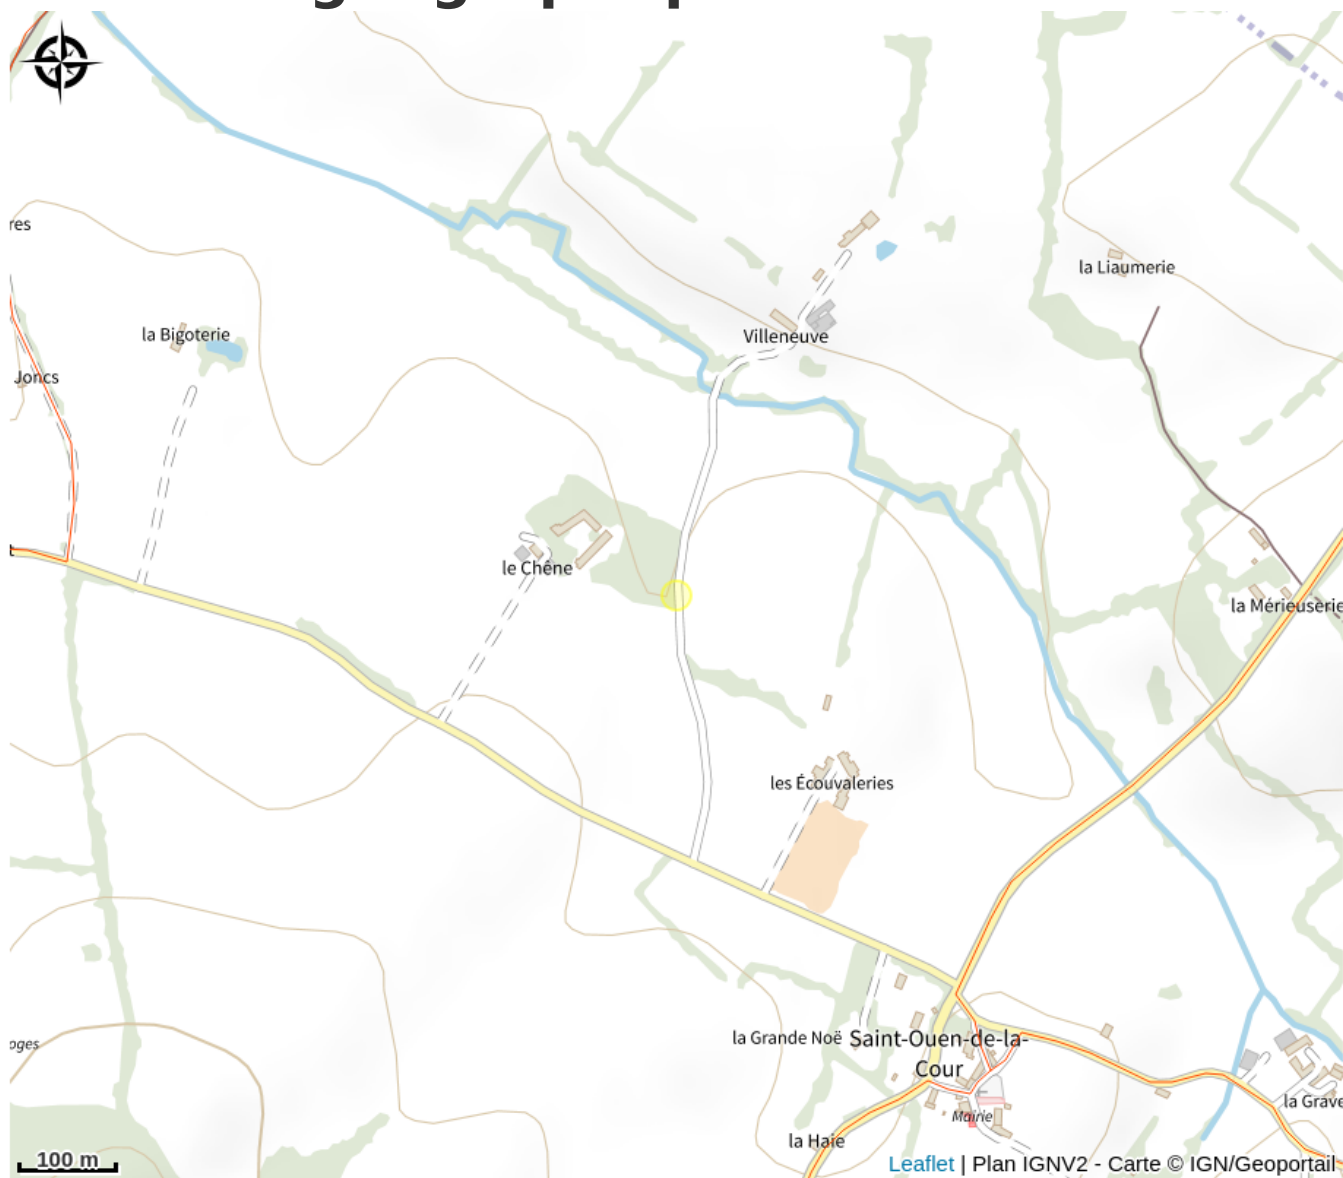 res
la Liaumerie
la Bigoterie
Villeneuve
Joncs
le Chêne
la Mérieuserie
les Écouvaleries
la Grande Noë
Saint-Ouen-de-la-
Cour
oges
la Grave
Mairie
la Haie
100 m
Leaflet | Plan IGNV2 - Carte © IGN/Geoportail